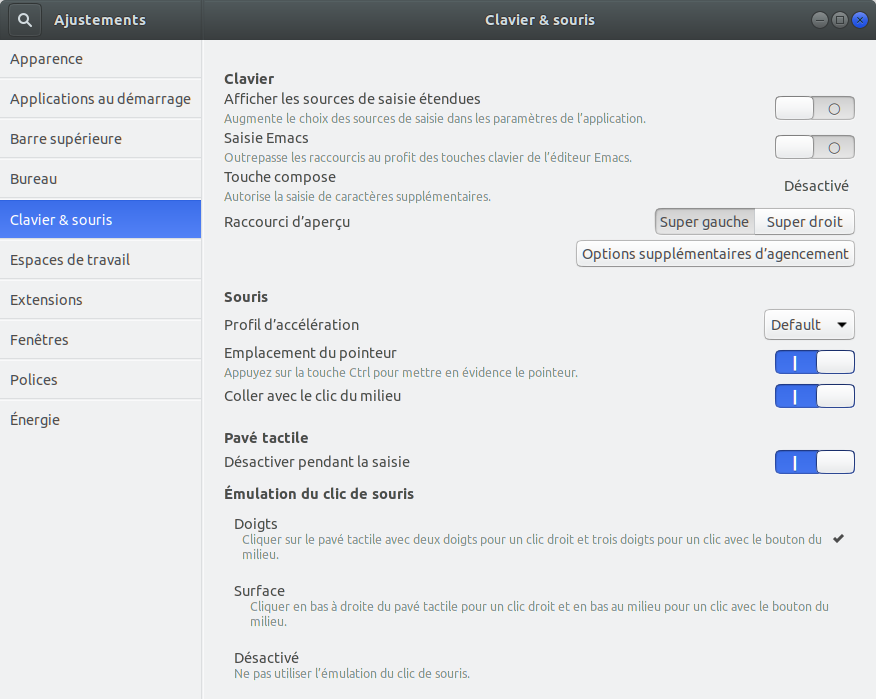 Ajustements
Clavier & souris
Apparence
Applications au démarrage
Barre supérieure
Bureau
Clavier & souris
Espaces de travail
Extensions
Fenêtres
Polices
Énergie
Clavier
Afficher les sources de saisie étendues
Augmente le choix des sources de saisie dans les paramètres de l’application.
Saisie Emacs
Outrepasse les raccourcis au profit des touches clavier de l’éditeur Emacs.
Touche compose
Désactivé
Autorise la saisie de caractères supplémentaires.
Raccourci d’aperçu
Super gauche
Super droit
Options supplémentaires d’agencement
Souris
Profil d’accélération
Default
Emplacement du pointeur
Appuyez sur la touche Ctrl pour mettre en évidence le pointeur.
Coller avec le clic du milieu
Pavé tactile
Désactiver pendant la saisie
Émulation du clic de souris
Doigts
Cliquer sur le pavé tactile avec deux doigts pour un clic droit et trois doigts pour un clic avec le bouton du
milieu.
Surface
Cliquer en bas à droite du pavé tactile pour un clic droit et en bas au milieu pour un clic avec le bouton du
milieu.
Désactivé
Ne pas utiliser l’émulation du clic de souris.